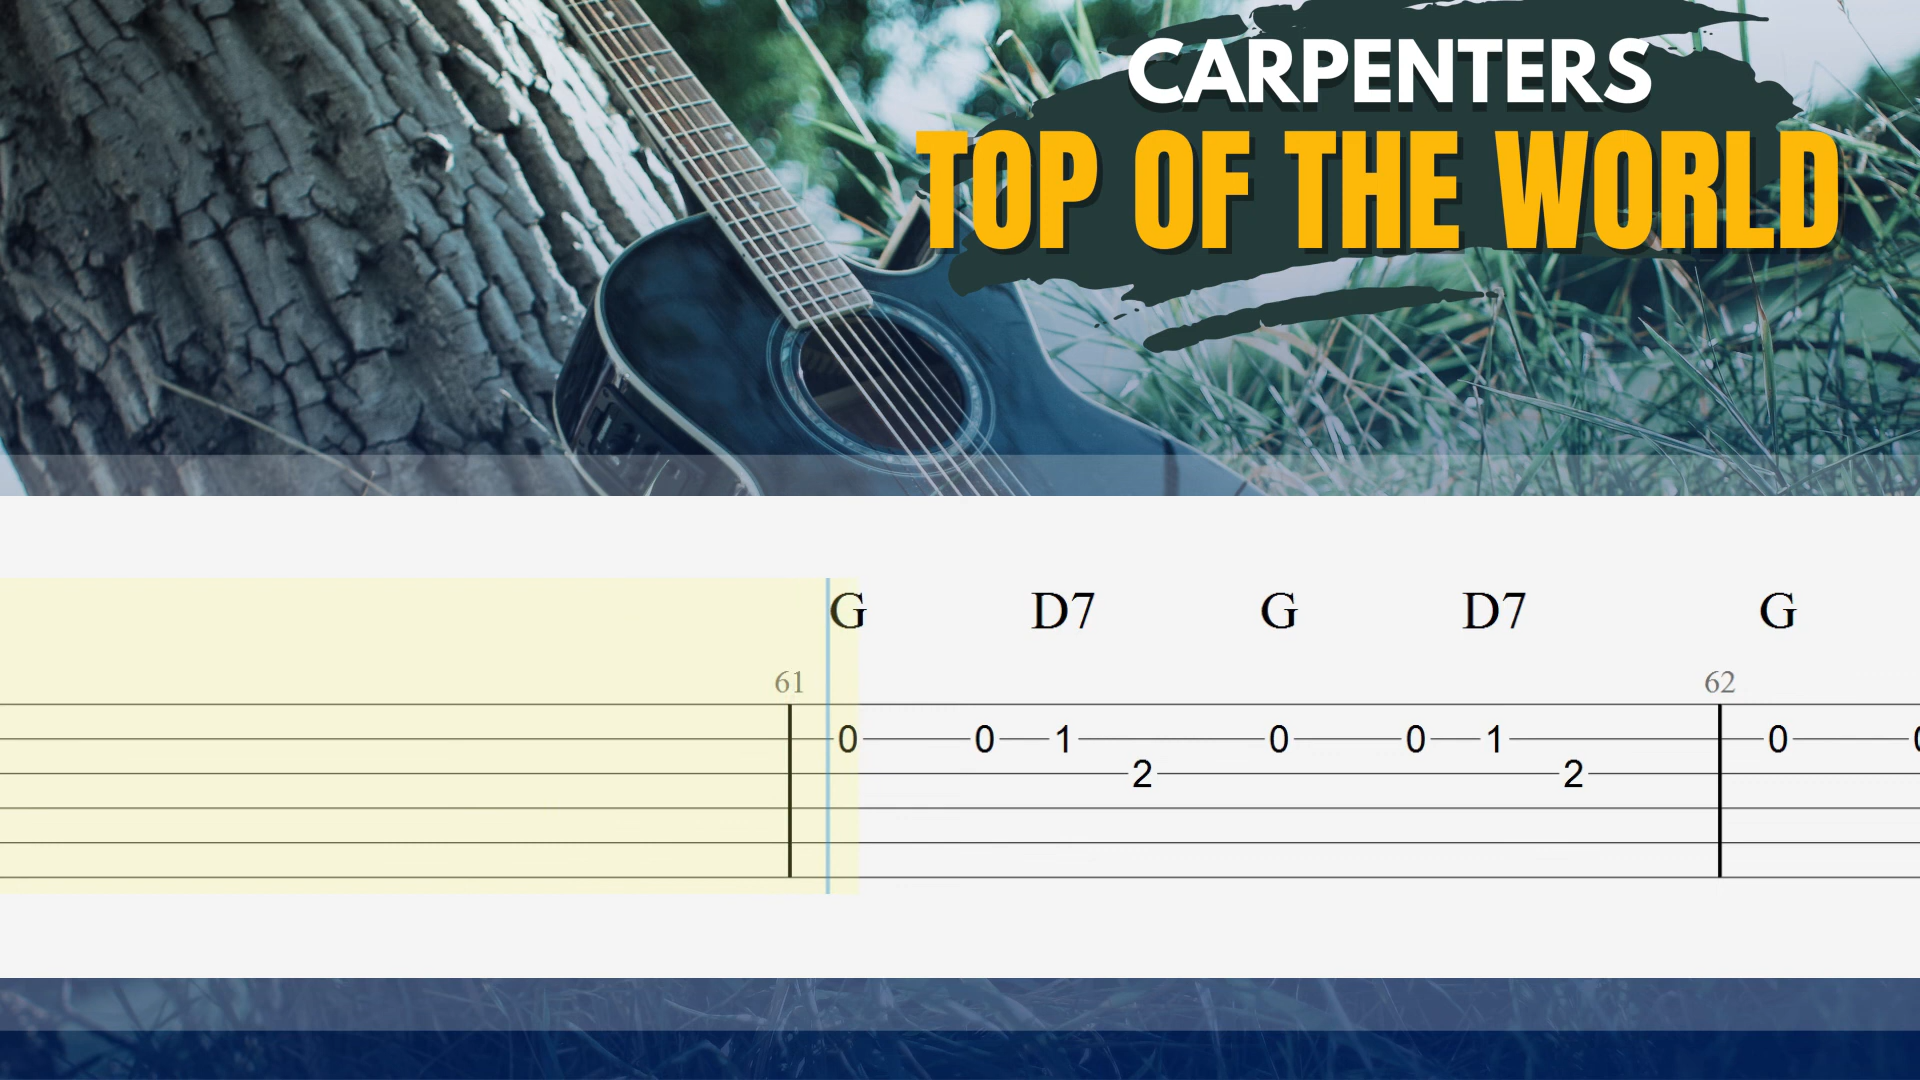 CARPENTERS
TOP OF THE WORLD
G D7 G D7 G
61 62
0 0 1 0 0 1 0
2 2